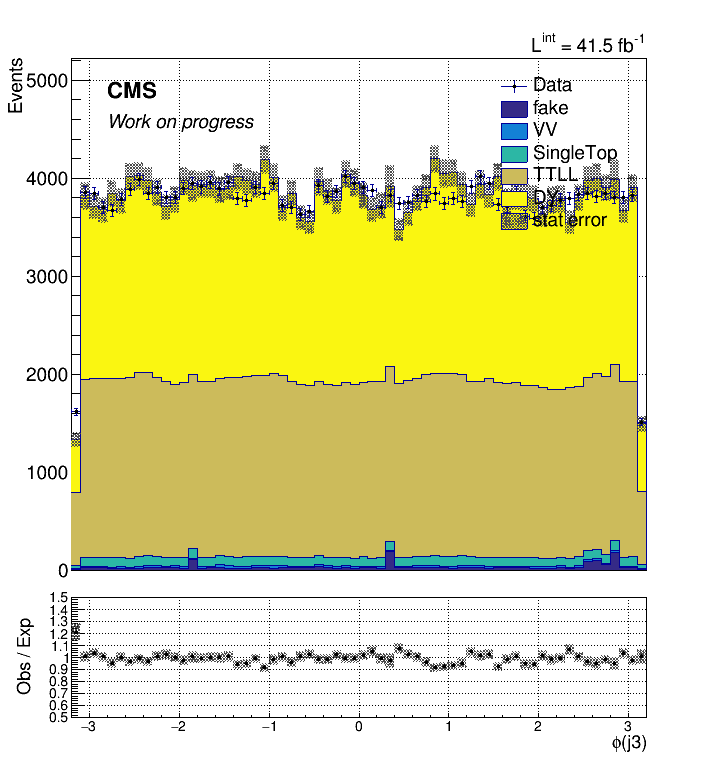 L^int = 41.5 fb^-1
Events
5000
4000
3000
2000
1000
0
CMS
Work on progress
Data
fake
VV
SingleTop
TTLL
DY
stat error
Obs / Exp
1.5
1.4
1.3
1.2
1.1
1
0.9
0.8
0.7
0.6
0.5
−3
−2
−1
0
1
2
3
ϕ(j3)